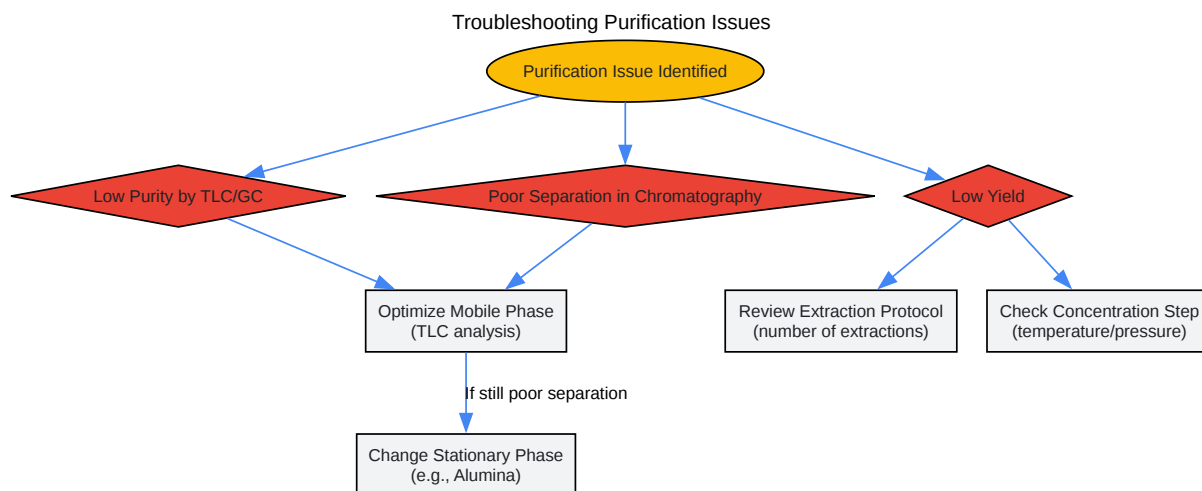 Troubleshooting Purification Issues
Purification Issue Identified
Low Purity by TLC/GC
Poor Separation in Chromatography
Low Yield
Optimize Mobile Phase
(TLC analysis)
Review Extraction Protocol
(number of extractions)
Check Concentration Step
(temperature/pressure)
If still poor separation
Change Stationary Phase
(e.g., Alumina)